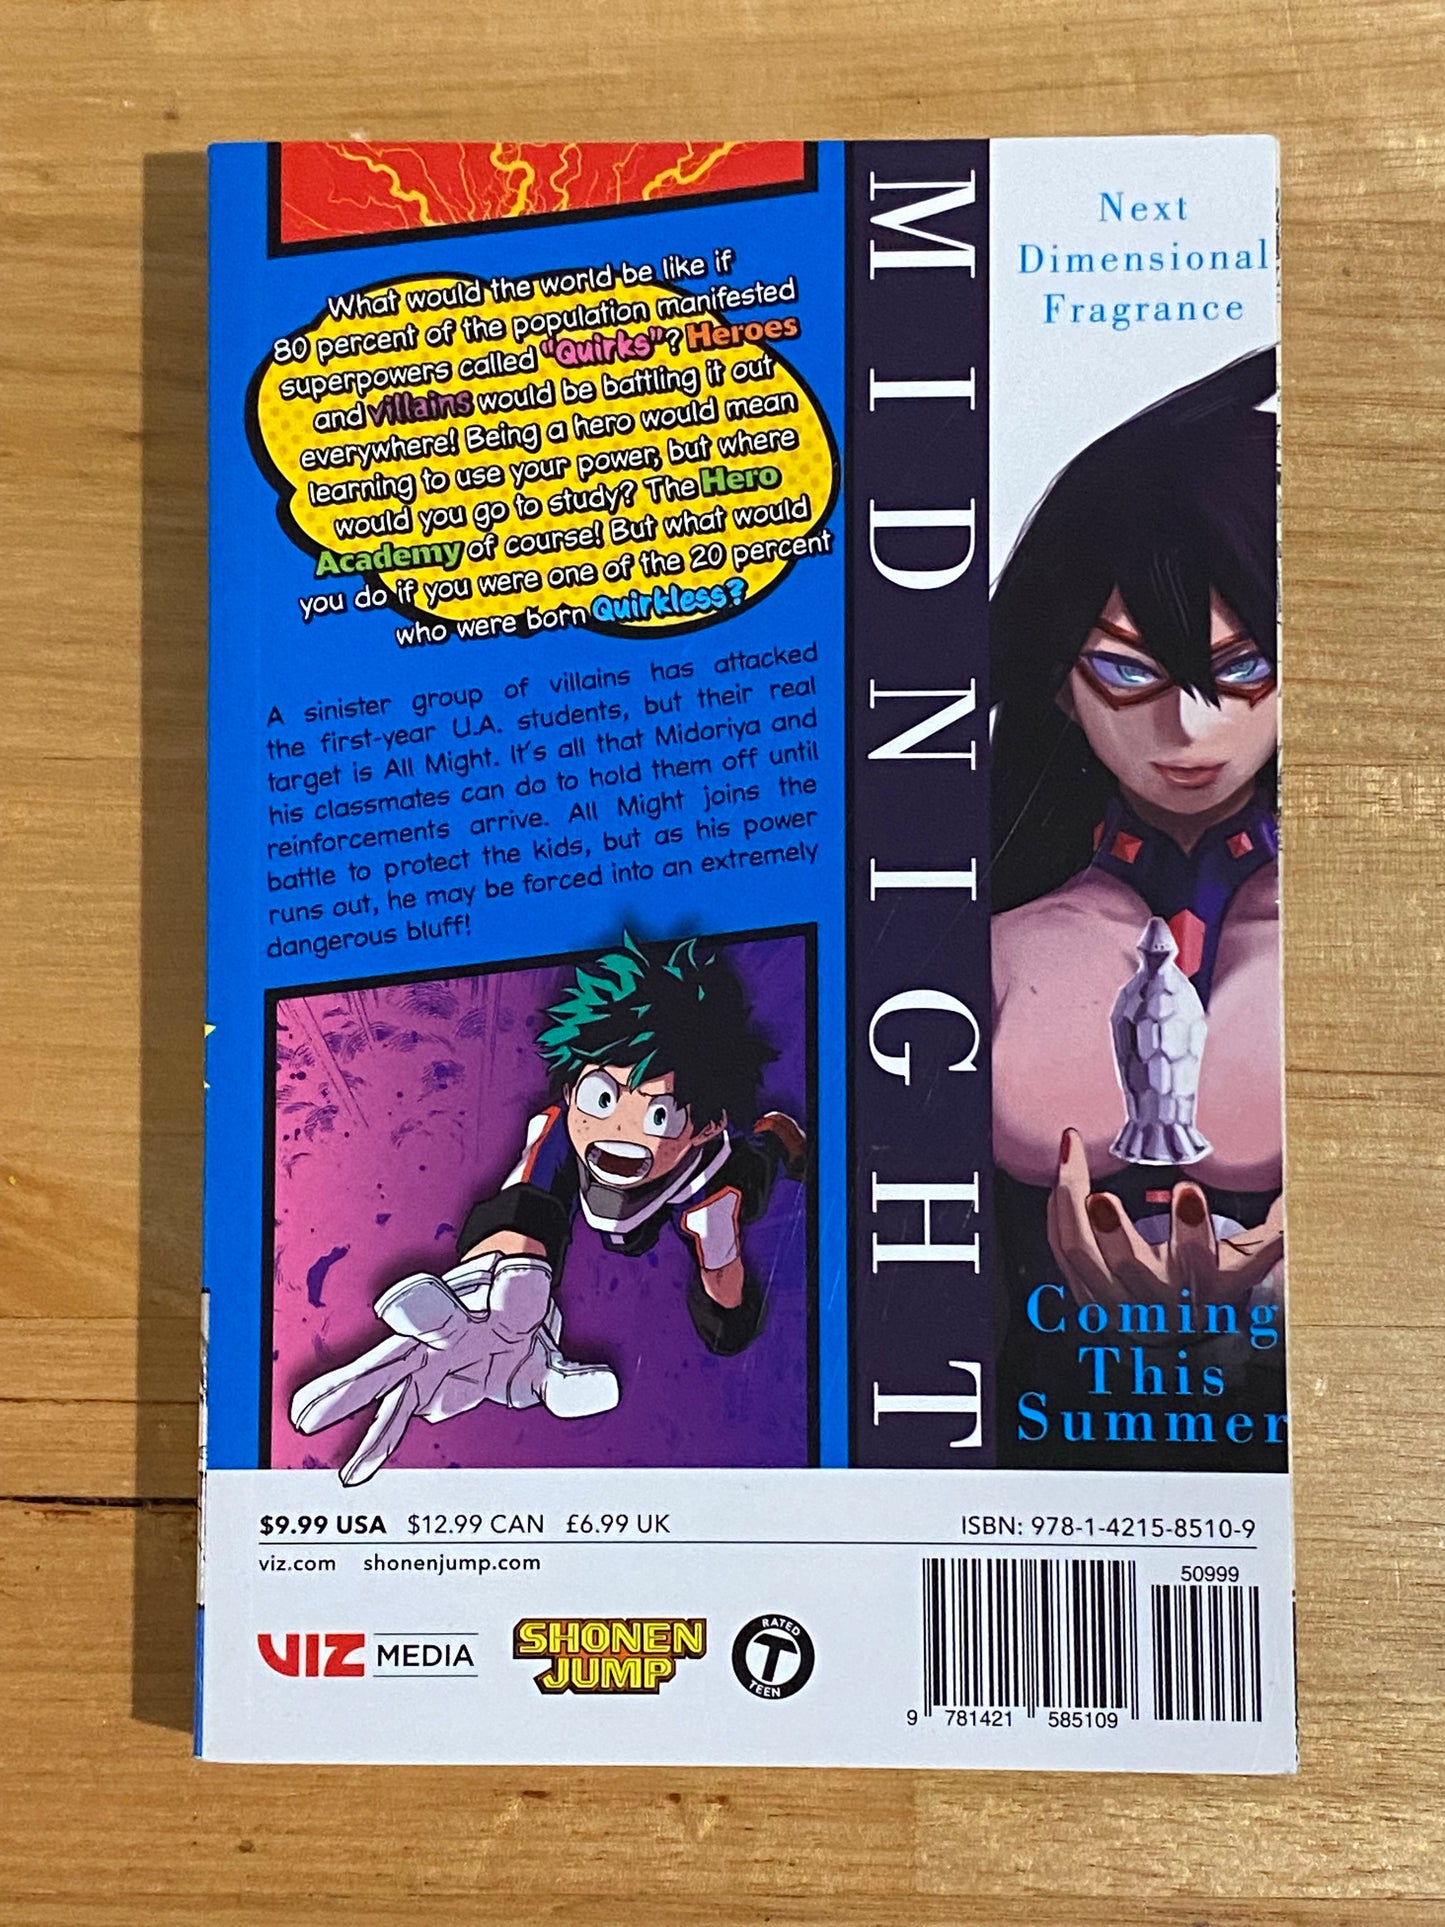 What would the world be like if
80 percent of the population manifested
superpowers called "Quirks"? Heroes
and villains would be battling it out
everywhere! Being a hero would mean
learning to use your power, but where
would you go to study? The Hero
Academy of course! But what would
you do if you were one of the 20 percent
who were born Quirkless?
A sinister group of villains has attacked
the first-year U.A. students, but their real
target is All Might. It's all that Midoriya and
his classmates can do to hold them off until
reinforcements arrive. All Might joins the
battle to protect the kids, but as his power
runs out, he may be forced into an extremely
dangerous bluff!
MIDNIGHT
Next
Dimensional
Fragrance
Coming
This
Summer
$9.99 USA $12.99 CAN £6.99 UK
viz.com shonenjump.com
VIZ MEDIA
SHONEN
JUMP
RATED
T
TEEN
ISBN: 978-1-4215-8510-9
50999
9 781421 585109